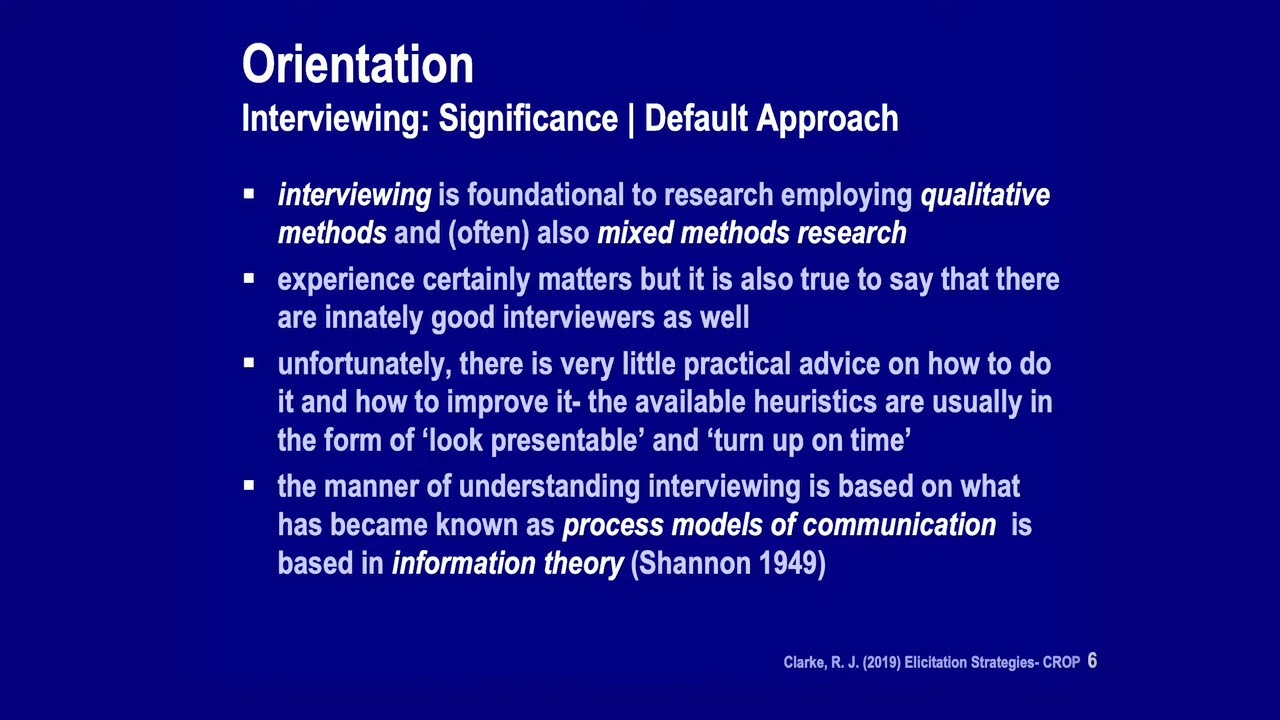 Orientation
Interviewing: Significance | Default Approach
▪ interviewing is foundational to research employing qualitative
methods and (often) also mixed methods research
▪ experience certainly matters but it is also true to say that there
are innately good interviewers as well
▪ unfortunately, there is very little practical advice on how to do
it and how to improve it- the available heuristics are usually in
the form of ‘look presentable’ and ‘turn up on time’
▪ the manner of understanding interviewing is based on what
has became known as process models of communication is
based in information theory (Shannon 1949)
Clarke, R. J. (2019) Elicitation Strategies- CROP 6